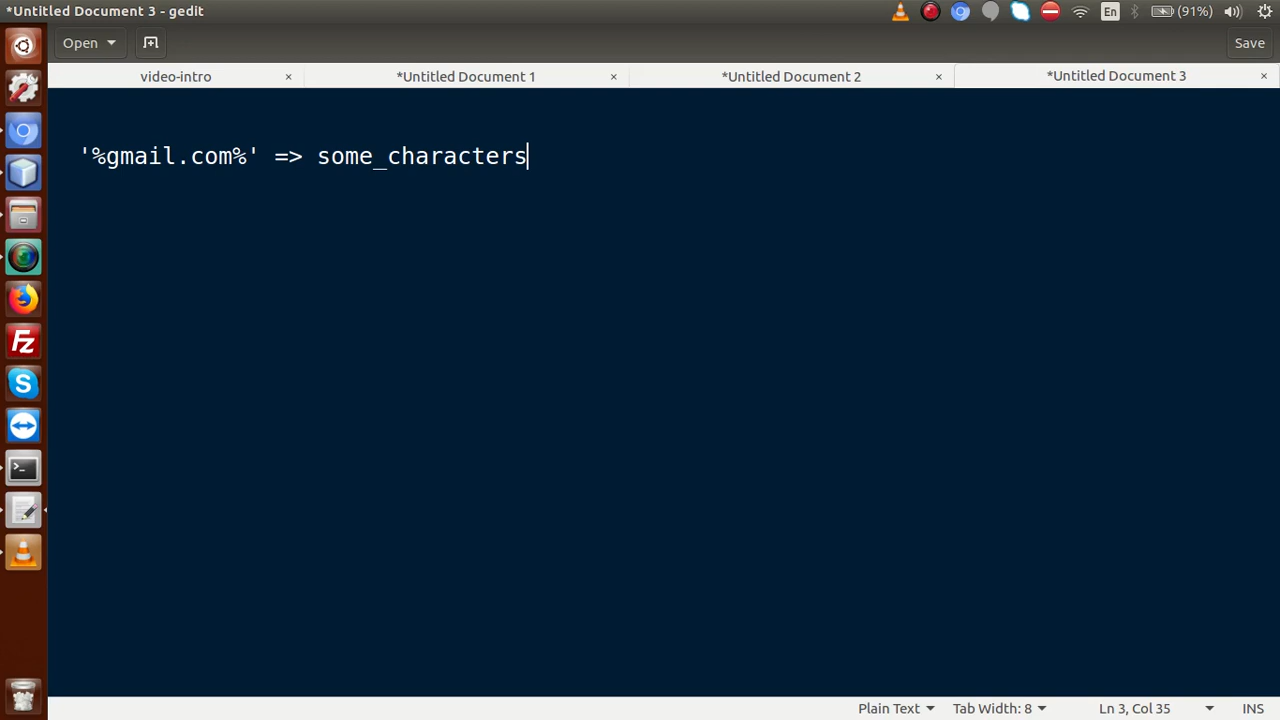 *Untitled Document 3 - gedit
En
(91%)
Open
Save
video-intro
*Untitled Document 1
*Untitled Document 2
*Untitled Document 3
'%gmail.com%' => some_characters
Plain Text
Tab Width: 8
Ln 3, Col 35
INS